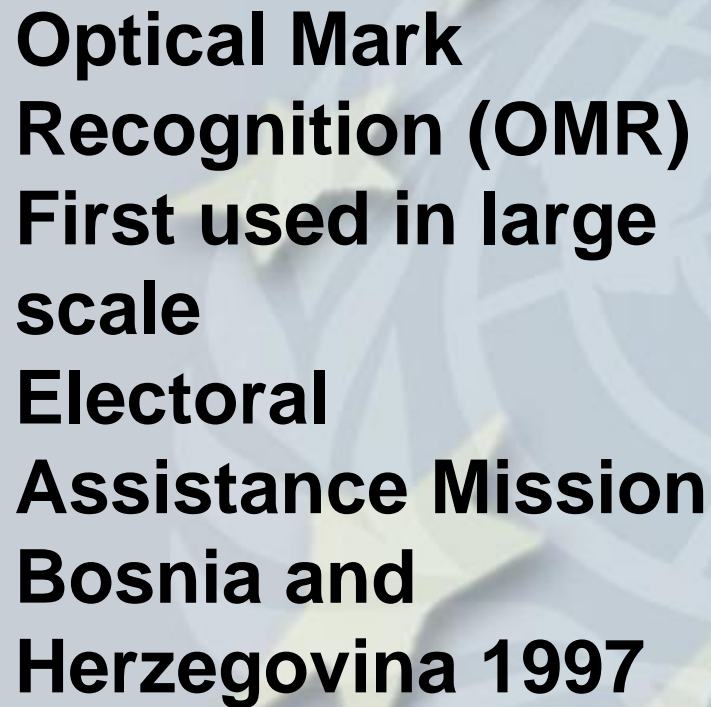 Optical Mark
Recognition (OMR)
First used in large
scale
Electoral
Assistance Mission
Bosnia and
Herzegovina 1997